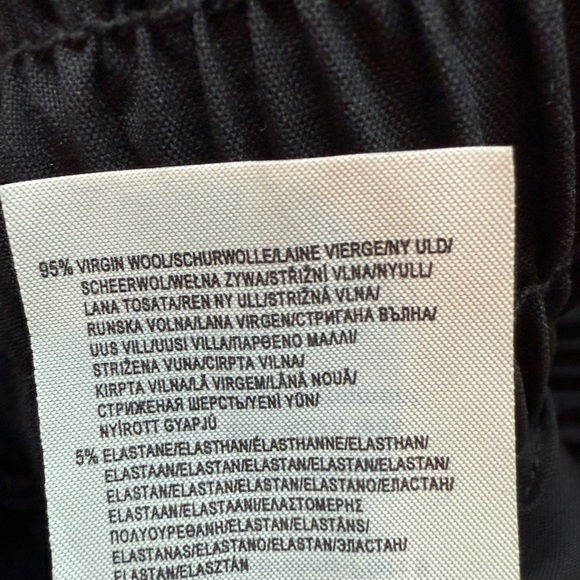 95% VIRGIN WOOL/SCHURWOLLE/LAINE VIERGE/NY ULD/
SCHEERWOL/WEŁNA ŻYWA/STŘIŽNÍ VLNA/NYULL/
LANA TOSATA/REN NY ULL/STRIŽNÁ VLNA/
RUNSKA VOLNA/LANA VIRGEN/СТРИГАНА ВЪЛНА/
UUS VILL/UUSI VILLA/ΠΑΡΘΕΝΟ ΜΑΛΛΙ/
STRIŽENA VUNA/CIRPTA VILNA/
KIRPTA VILNA/LÃ VIRGEM/LÂNĂ NOUĂ/
СТРИЖЕНАЯ ШЕРСТЬ/YENİ YÜN/
NYÍROTT GYAPJÚ
5% ELASTANE/ELASTHAN/ÉLASTHANNE/ELASTHAN/
ELASTAAN/ELASTAN/ELASTAN/ELASTAN/ELASTAN/
ELASTAN/ELASTAN/ELASTAN/ELASTANO/ЕЛАСТАН/
ELASTAAN/ELASTAANI/ΕΛΑΣΤΟΜΕΡΗΣ
ΠΟΛΥΟΥΡΕΘΑΝΗ/ELASTAN/ELASTĀNS/
ELASTANAS/ELASTANO/ELASTAN/ЭЛАСТАН/
ELASTAN/ELASZTÁN